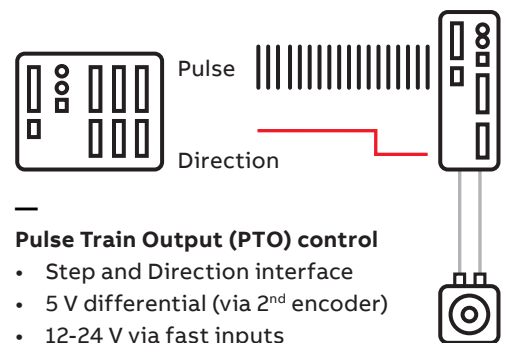 Pulse
Direction
Pulse Train Output (PTO) control
• Step and Direction interface
• 5 V differential (via 2nd encoder)
• 12-24 V via fast inputs